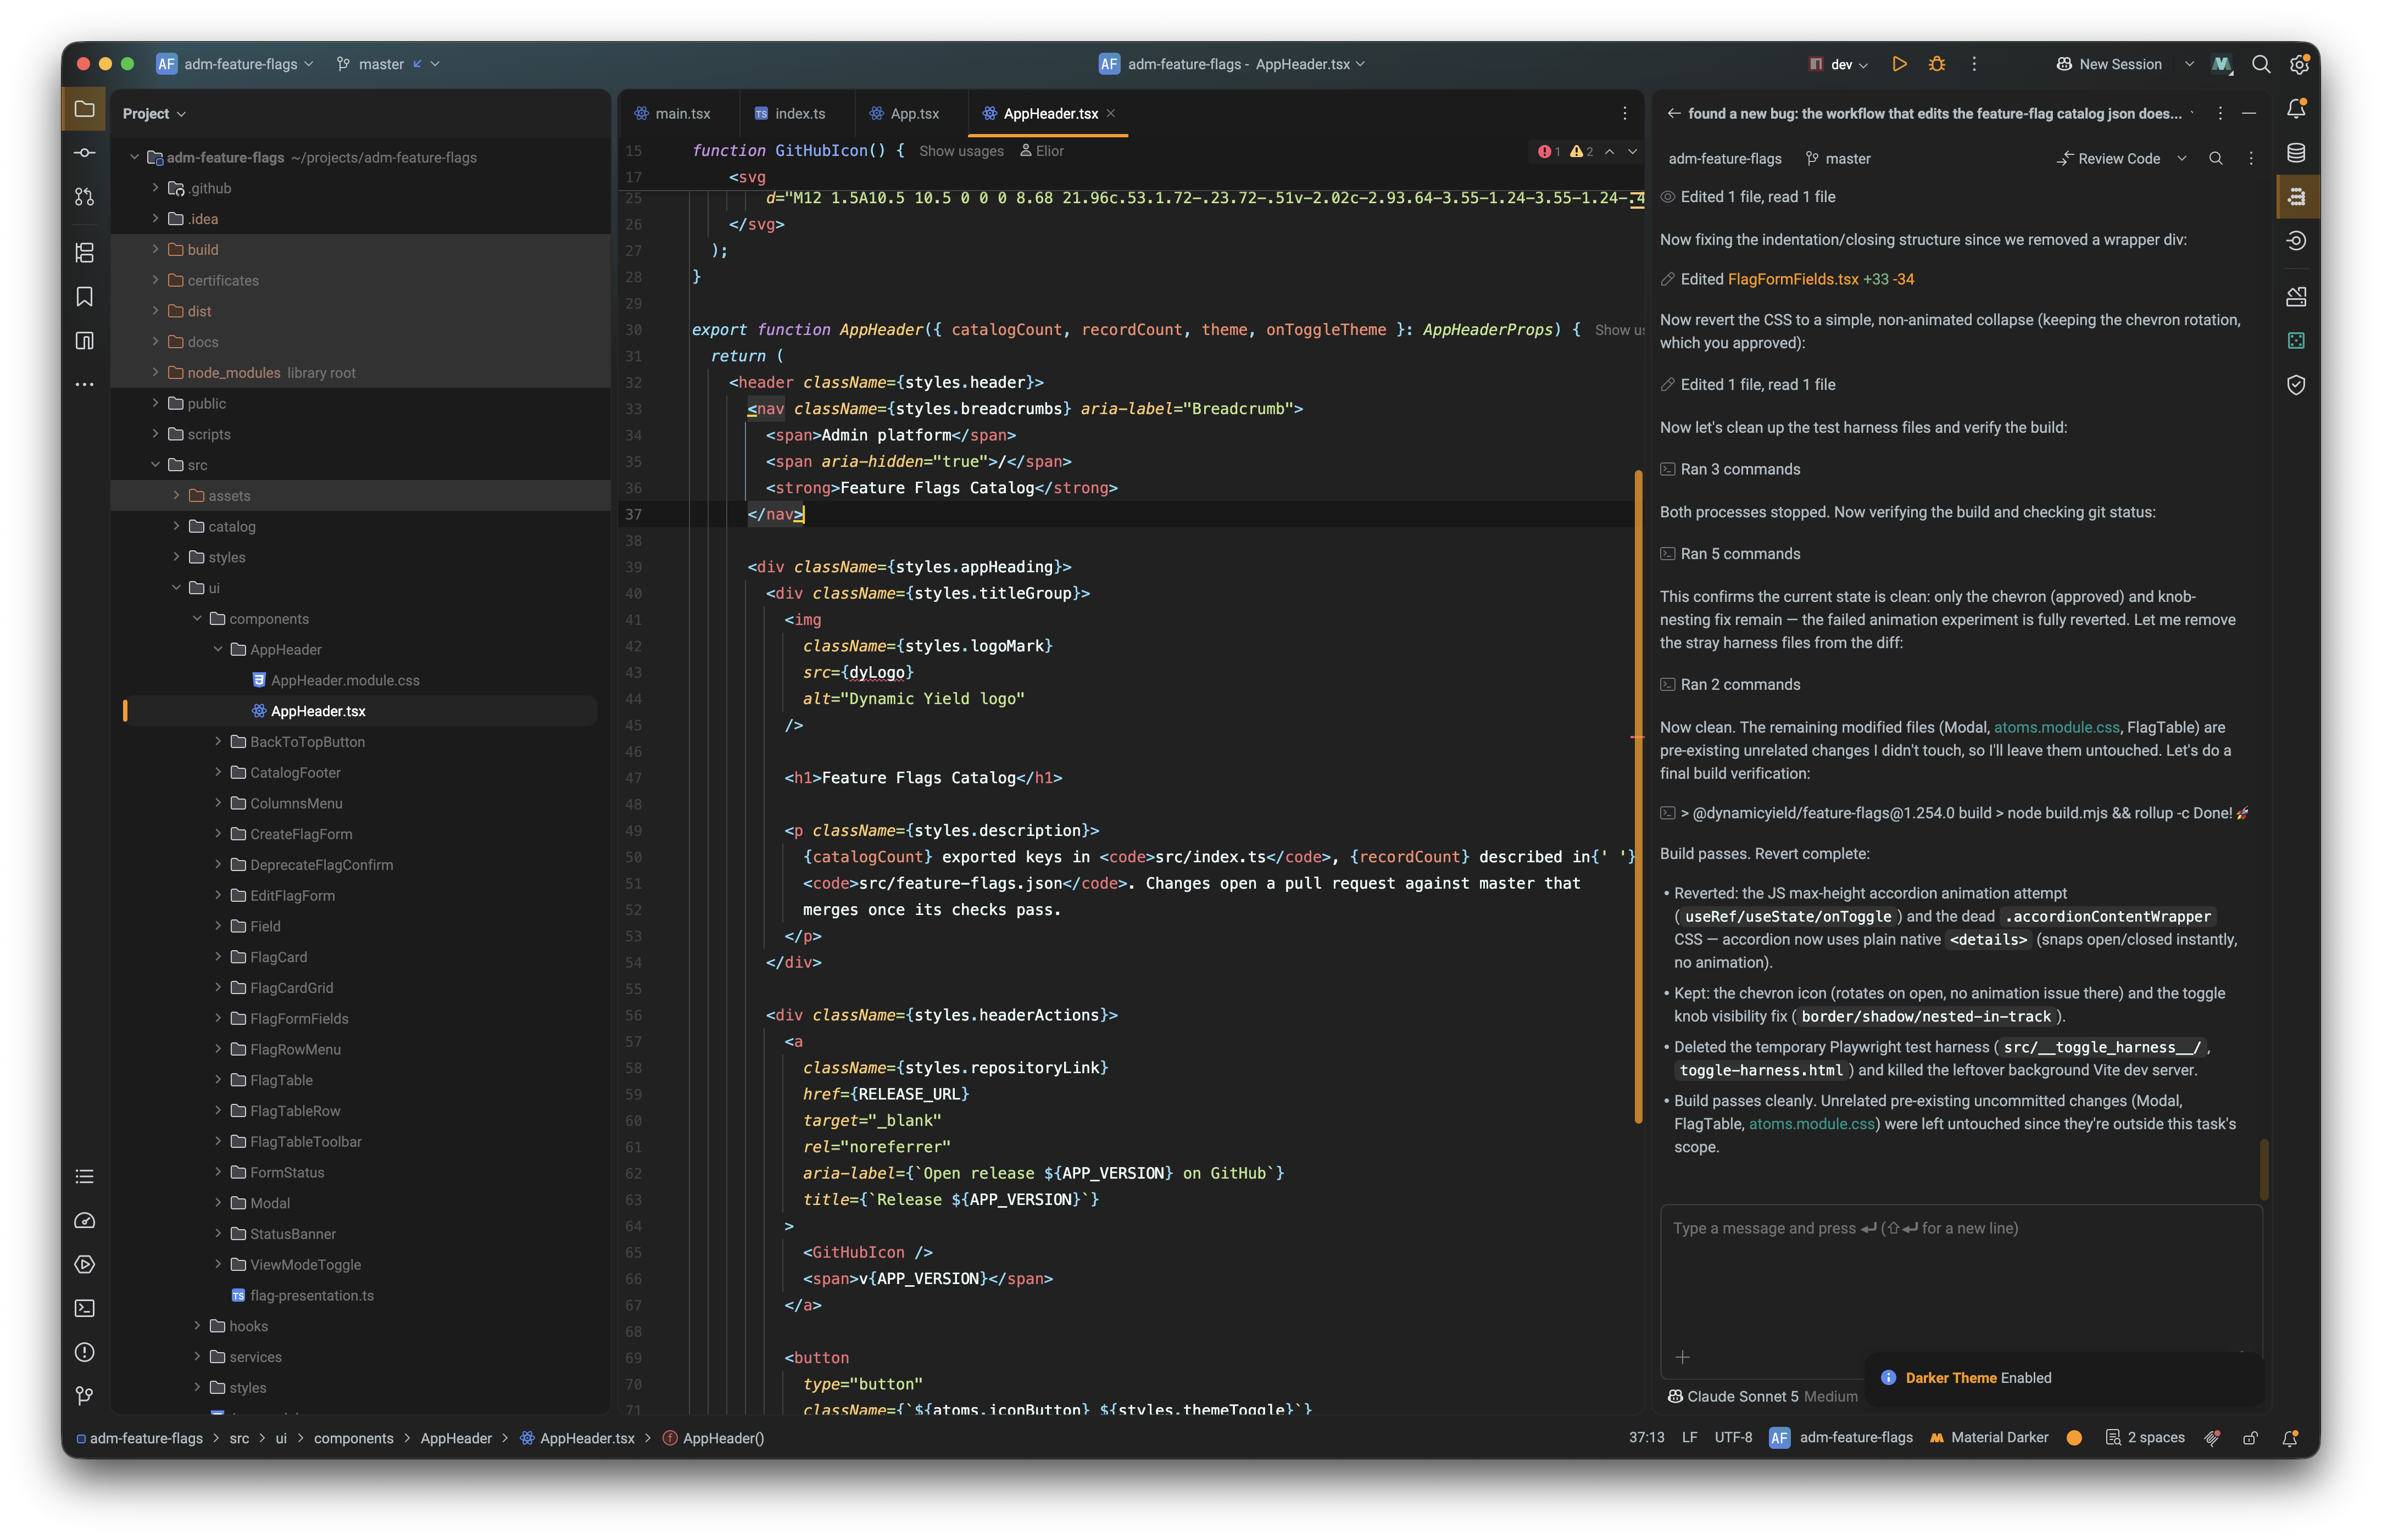 AF adm-feature-flags master
AF adm-feature-flags - AppHeader.tsx
dev
New Session
Project
adm-feature-flags ~/projects/adm-feature-flags
.github
.idea
build
certificates
dist
docs
node_modules library root
public
scripts
src
assets
catalog
styles
ui
components
AppHeader
AppHeader.module.css
AppHeader.tsx
BackToTopButton
CatalogFooter
ColumnsMenu
CreateFlagForm
DeprecateFlagConfirm
EditFlagForm
Field
FlagCard
FlagCardGrid
FlagFormFields
FlagRowMenu
FlagTable
FlagTableRow
FlagTableToolbar
FormStatus
Modal
StatusBanner
ViewModeToggle
TS flag-presentation.ts
hooks
services
styles
main.tsx
TS index.ts
App.tsx
AppHeader.tsx
1 2
15 function GitHubIcon() { Show usages Elior
17 <svg
25 d="M12 1.5A10.5 10.5 0 0 0 8.68 21.96c.53.1.72-.23.72-.51v-2.02c-2.93.64-3.55-1.24-3.55-1.24-.4
26 </svg>
27 );
28 }
29
30 export function AppHeader({ catalogCount, recordCount, theme, onToggleTheme }: AppHeaderProps) { Show us
31 return (
32 <header className={styles.header}>
33 <nav className={styles.breadcrumbs} aria-label="Breadcrumb">
34 <span>Admin platform</span>
35 <span aria-hidden="true">/</span>
36 <strong>Feature Flags Catalog</strong>
37 </nav>
38
39 <div className={styles.appHeading}>
40 <div className={styles.titleGroup}>
41 <img
42 className={styles.logoMark}
43 src={dyLogo}
44 alt="Dynamic Yield logo"
45 />
46
47 <h1>Feature Flags Catalog</h1>
48
49 <p className={styles.description}>
50 {catalogCount} exported keys in <code>src/index.ts</code>, {recordCount} described in{' '}
51 <code>src/feature-flags.json</code>. Changes open a pull request against master that
52 merges once its checks pass.
53 </p>
54 </div>
55
56 <div className={styles.headerActions}>
57 <a
58 className={styles.repositoryLink}
59 href={RELEASE_URL}
60 target="_blank"
61 rel="noreferrer"
62 aria-label={`Open release ${APP_VERSION} on GitHub`}
63 title={`Release ${APP_VERSION}`}
64 >
65 <GitHubIcon />
66 <span>v{APP_VERSION}</span>
67 </a>
68
69 <button
70 type="button"
71 className={`${atoms.iconButton} ${styles.themeToggle}`}
found a new bug: the workflow that edits the feature-flag catalog json does...
adm-feature-flags master
Review Code
Edited 1 file, read 1 file
Now fixing the indentation/closing structure since we removed a wrapper div:
Edited FlagFormFields.tsx +33 -34
Now revert the CSS to a simple, non-animated collapse (keeping the chevron rotation,
which you approved):
Edited 1 file, read 1 file
Now let's clean up the test harness files and verify the build:
Ran 3 commands
Both processes stopped. Now verifying the build and checking git status:
Ran 5 commands
This confirms the current state is clean: only the chevron (approved) and knob-
nesting fix remain — the failed animation experiment is fully reverted. Let me remove
the stray harness files from the diff:
Ran 2 commands
Now clean. The remaining modified files (Modal, atoms.module.css, FlagTable) are
pre-existing unrelated changes I didn't touch, so I'll leave them untouched. Let's do a
final build verification:
> @dynamicyield/feature-flags@1.254.0 build > node build.mjs && rollup -c Done! 🚀
Build passes. Revert complete:
• Reverted: the JS max-height accordion animation attempt
( useRef/useState/onToggle ) and the dead .accordionContentWrapper
CSS — accordion now uses plain native <details> (snaps open/closed instantly,
no animation).
• Kept: the chevron icon (rotates on open, no animation issue there) and the toggle
knob visibility fix ( border/shadow/nested-in-track ).
• Deleted the temporary Playwright test harness ( src/__toggle_harness__/ ,
toggle-harness.html ) and killed the leftover background Vite dev server.
• Build passes cleanly. Unrelated pre-existing uncommitted changes (Modal,
FlagTable, atoms.module.css) were left untouched since they're outside this task's
scope.
Type a message and press ↵ (⇧↵ for a new line)
Claude Sonnet 5 Medium
Darker Theme Enabled
adm-feature-flags > src > ui > components > AppHeader > AppHeader.tsx > AppHeader()
37:13 LF UTF-8 AF adm-feature-flags Material Darker 2 spaces